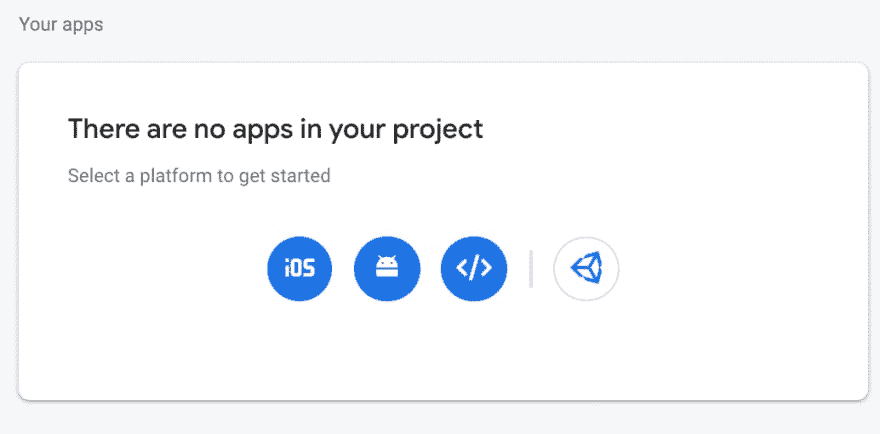 Your apps
There are no apps in your project
Select a platform to get started
iOS
</>